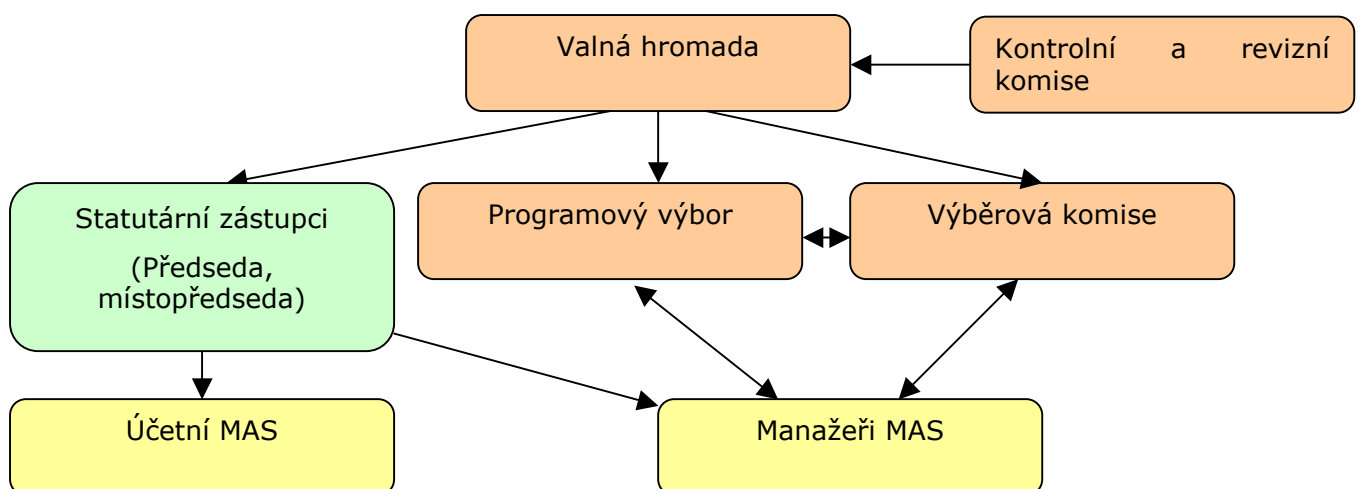 Valná hromada
Kontrolní a revizní
komise
Statutární zástupci
(Předseda,
místopředseda)
Programový výbor
Výběrová komise
Účetní MAS
Manažeři MAS